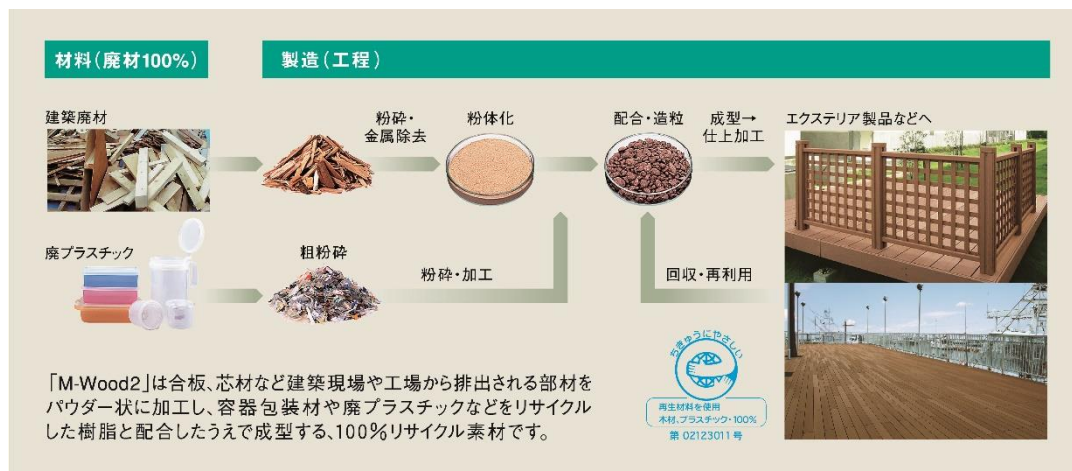 材料(廃材100%)
製造(工程)
建築廃材
粉砕・
金属除去
粉体化
配合・造粒
成型→
仕上加工
エクステリア製品などへ
廃プラスチック
粗粉砕
粉砕・加工
回収・再利用
ちきゅうにやさしい
再生材料を使用
木材、プラスチック・100%
第 02123011 号
「M-Wood2」は合板、芯材など建築現場や工場から排出される部材を
パウダー状に加工し、容器包装材や廃プラスチックなどをリサイクル
した樹脂と配合したうえで成型する、100%リサイクル素材です。